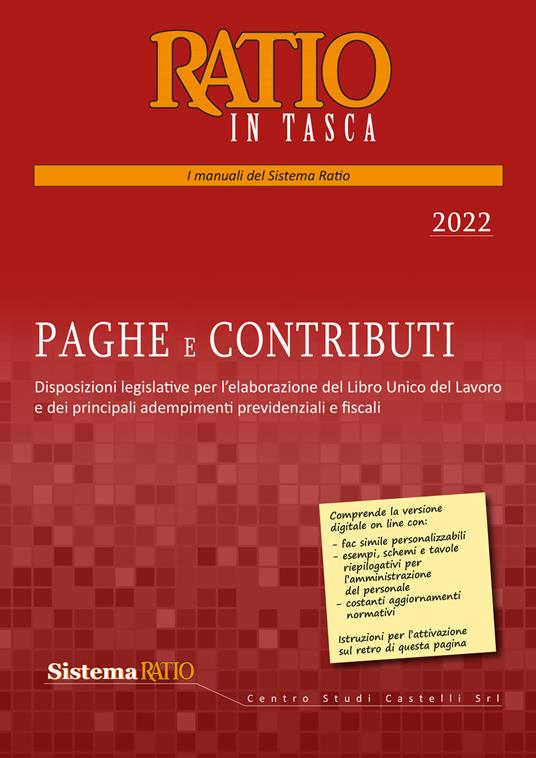 RATIO
IN TASCA
I manuali del Sistema Ratio
2022
PAGHE E CONTRIBUTI
Disposizioni legislative per l'elaborazione del Libro Unico del Lavoro
e dei principali adempimenti previdenziali e fiscali
Comprende la versione
digitale on line con:
- fac simile personalizzabili
- esempi, schemi e tavole
riepilogativi per
l'amministrazione
del personale
- costanti aggiornamenti
normativi
Istruzioni per l'attivazione
sul retro di questa pagina
Sistema RATIO
Centro Studi Castelli Srl